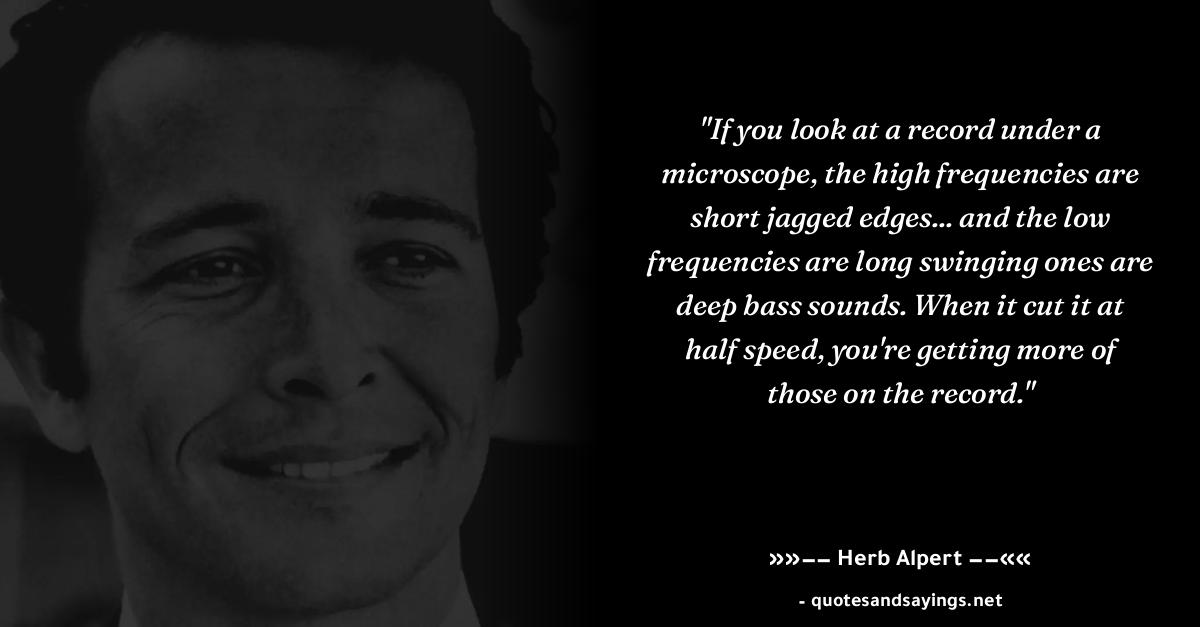 "If you look at a record under a
microscope, the high frequencies are
short jagged edges... and the low
frequencies are long swinging ones are
deep bass sounds. When it cut it at
half speed, you're getting more of
those on the record."
»»−− Herb Alpert −−««
- quotesandsayings.net